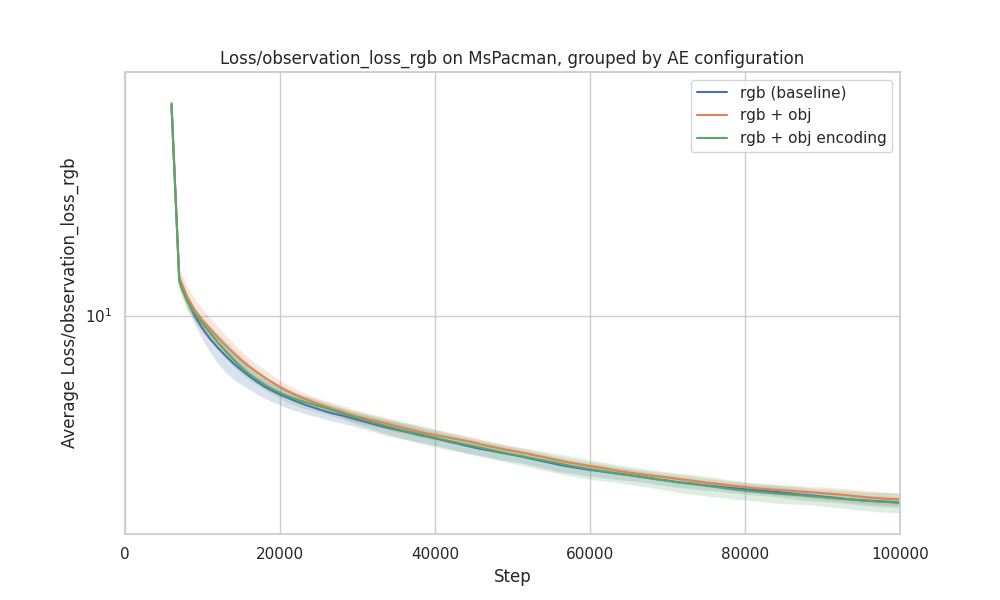 Loss/observation_loss_rgb on MsPacman, grouped by AE configuration
rgb (baseline)
rgb + obj
rgb + obj encoding
Average Loss/observation_loss_rgb
10¹
0 20000 40000 60000 80000 100000
Step